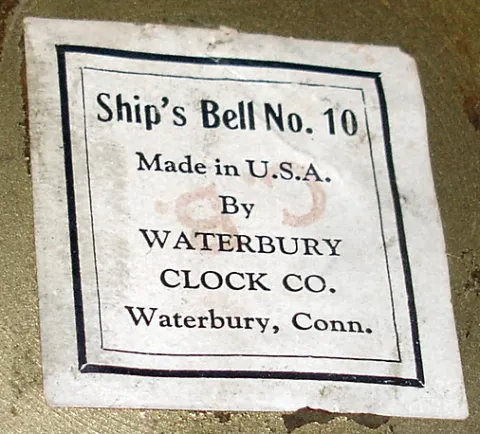 Ship's Bell No. 10
Made in U.S.A.
By
WATERBURY
CLOCK CO.
Waterbury, Conn.